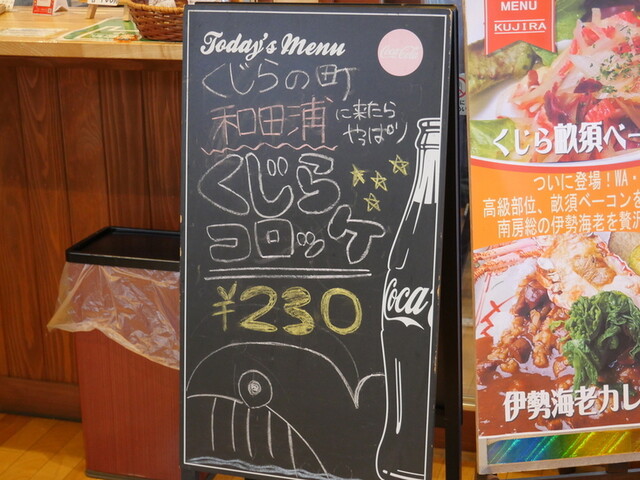 Today's Menu
Coca-Cola
くじらの町
和田浦に来たら
やっぱり
くじら
コロッケ
¥230
Coca
MENU
KUJIRA
くじら畝須ベー
ついに登場！WA・
高級部位、畝須ベーコンを
南房総の伊勢海老を贅沢
伊勢海老カレ